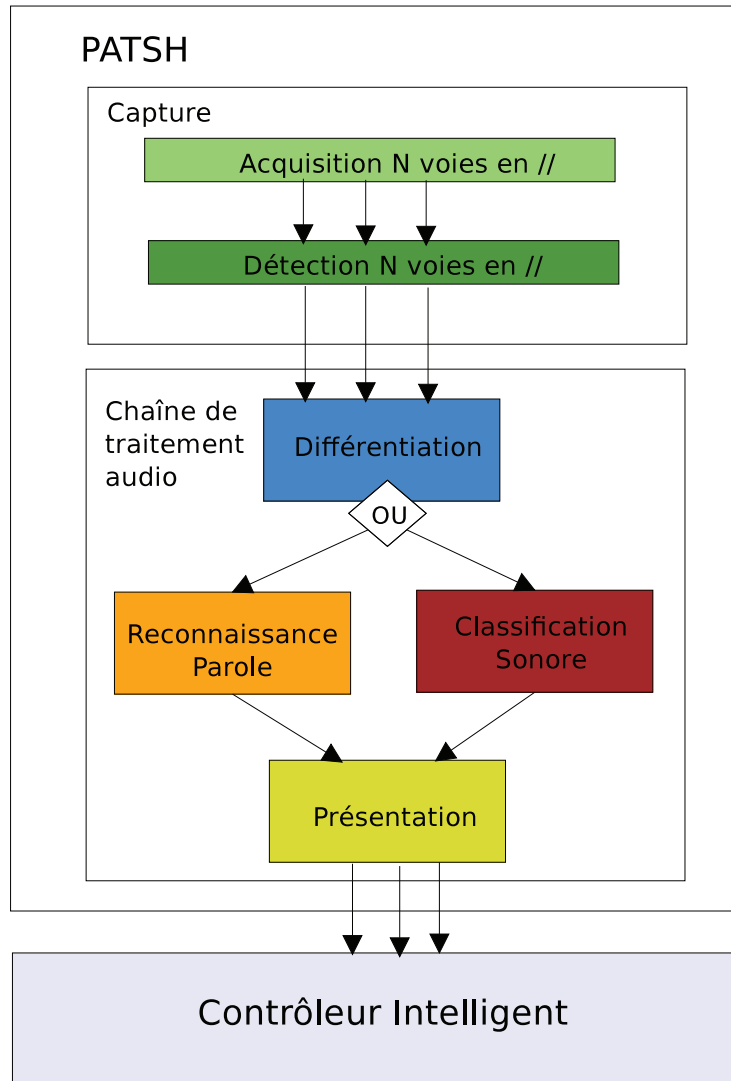 PATSH
Capture
Acquisition N voies en //
Détection N voies en //
Chaîne de
traitement
audio
Différentiation
OU
Reconnaissance
Parole
Classification
Sonore
Présentation
Contrôleur Intelligent